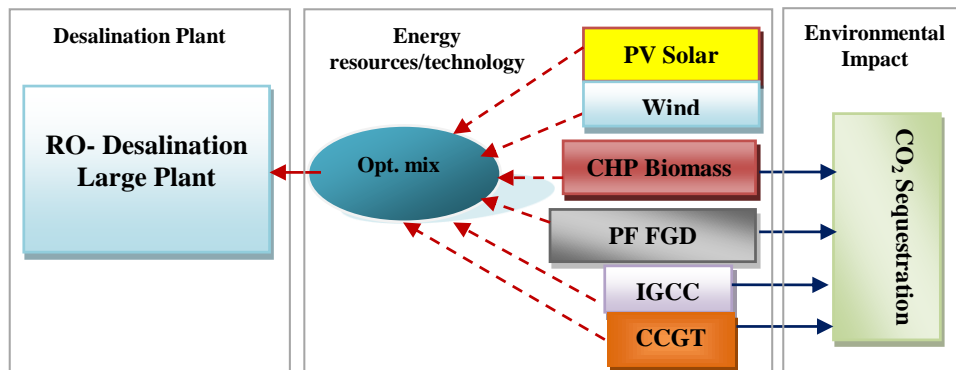 Desalination Plant
RO- Desalination
Large Plant
Energy
resources/technology
Opt. mix
PV Solar
Wind
CHP Biomass
PF FGD
IGCC
CCGT
Environmental
Impact
CO₂ Sequestration